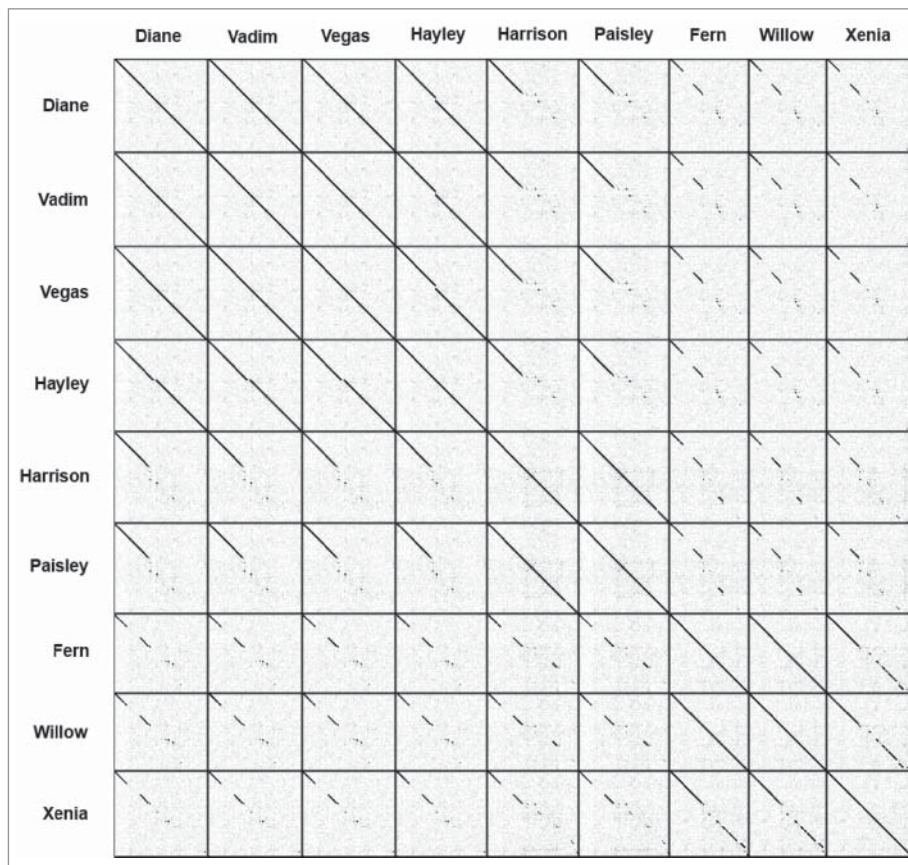 Diane Vadim Vegas Hayley Harrison Paisley Fern Willow Xenia
Diane
Vadim
Vegas
Hayley
Harrison
Paisley
Fern
Willow
Xenia